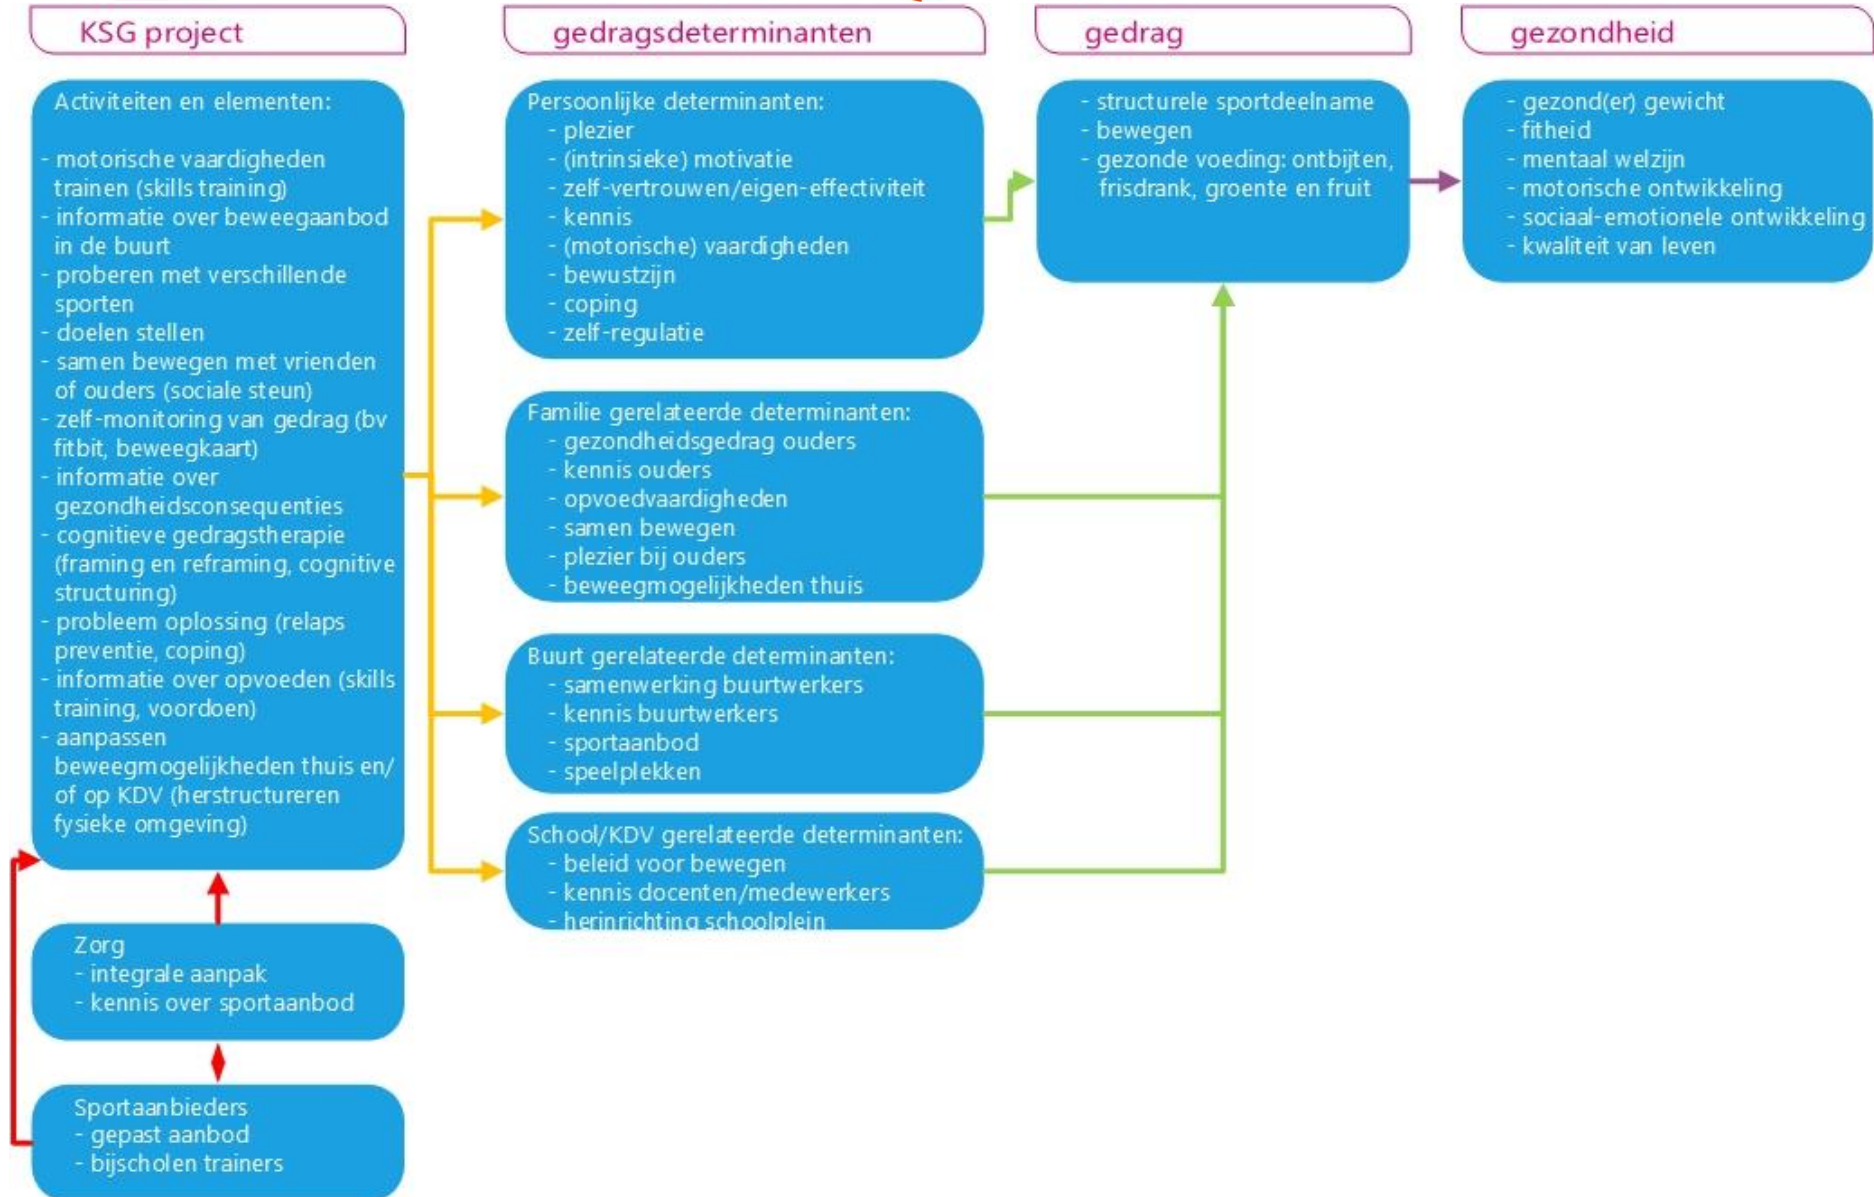 KSG project
Activiteiten en elementen:
- motorische vaardigheden
trainen (skills training)
- informatie over beweegaanbod
in de buurt
- proberen met verschillende
sporten
- doelen stellen
- samen bewegen met vrienden
of ouders (sociale steun)
- zelf-monitoring van gedrag (bv
fitbit, beweegkaart)
- informatie over
gezondheidsconsequenties
- cognitieve gedragstherapie
(framing en reframing, cognitive
structuring)
- probleem oplossing (relaps
preventie, coping)
- informatie over opvoeden (skills
training, voordoen)
- aanpassen
beweegmogelijkheden thuis en/
of op KDV (herstructureren
fysieke omgeving)
Zorg
- integrale aanpak
- kennis over sportaanbod
Sportaanbieders
- gepast aanbod
- bijscholen trainers
gedragsdeterminanten
Persoonlijke determinanten:
- plezier
- (intrinsieke) motivatie
- zelf-vertrouwen/eigen-effectiviteit
- kennis
- (motorische) vaardigheden
- bewustzijn
- coping
- zelf-regulatie
Familie gerelateerde determinanten:
- gezondheidsgedrag ouders
- kennis ouders
- opvoedvaardigheden
- samen bewegen
- plezier bij ouders
- beweegmogelijkheden thuis
Buurt gerelateerde determinanten:
- samenwerking buurtwerkers
- kennis buurtwerkers
- sportaanbod
- speelplekken
School/KDV gerelateerde determinanten:
- beleid voor bewegen
- kennis docenten/medewerkers
- herinrichting schoolplein
gedrag
- structurele sportdeelname
- bewegen
- gezonde voeding: ontbijten,
frisdrank, groente en fruit
gezondheid
- gezond(er) gewicht
- fitheid
- mentaal welzijn
- motorische ontwikkeling
- sociaal-emotionele ontwikkeling
- kwaliteit van leven